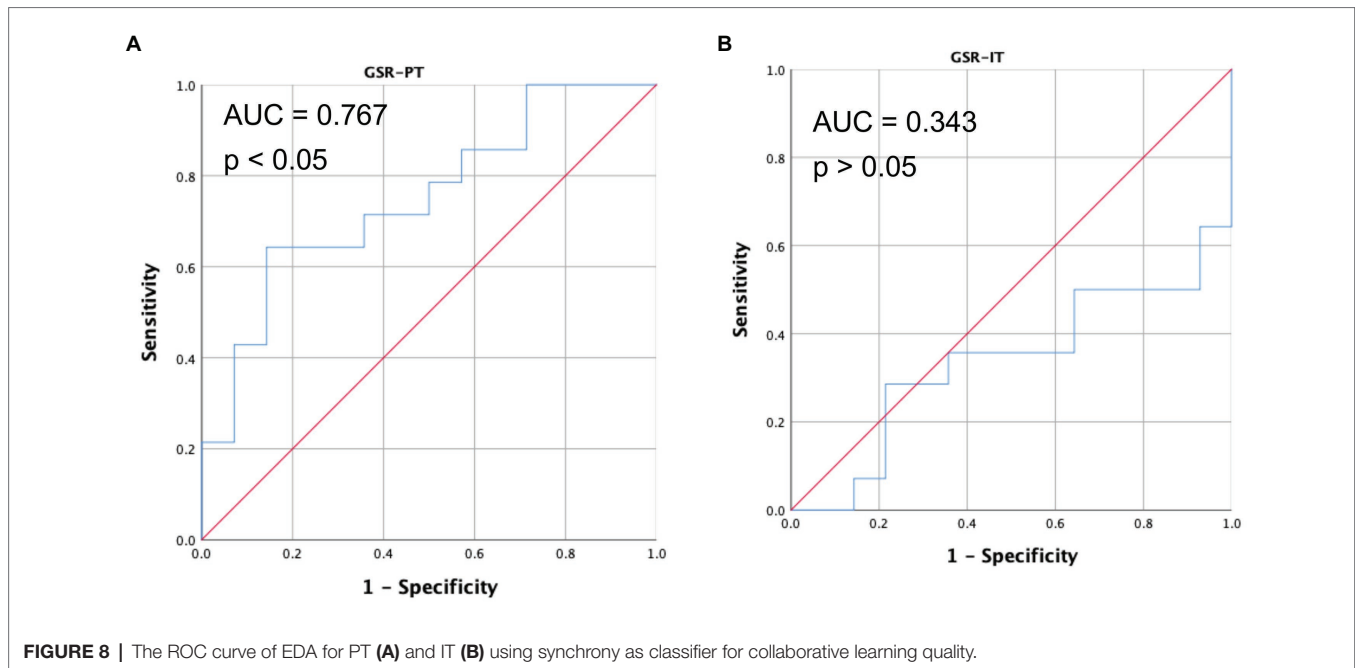 A
GSR-PT
AUC = 0.767
p < 0.05
Sensitivity
1.0
0.8
0.6
0.4
0.2
0.0
0.0 0.2 0.4 0.6 0.8 1.0
1 – Specificity
B
GSR-IT
AUC = 0.343
p > 0.05
Sensitivity
1.0
0.8
0.6
0.4
0.2
0.0
0.0 0.2 0.4 0.6 0.8 1.0
1 – Specificity
FIGURE 8 | The ROC curve of EDA for PT (A) and IT (B) using synchrony as classifier for collaborative learning quality.